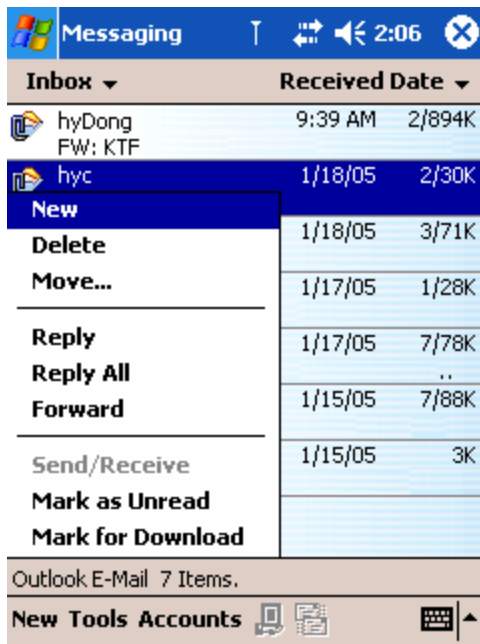 Messaging 2:06
Inbox Received Date
hyDong 9:39 AM 2/894K
FW: KTF
hyc 1/18/05 2/30K
New
Delete 1/18/05 3/71K
Move... 1/17/05 1/28K
Reply 1/17/05 7/78K
Reply All ..
Forward 1/15/05 7/88K
Send/Receive 1/15/05 3K
Mark as Unread
Mark for Download
Outlook E-Mail 7 Items.
New Tools Accounts